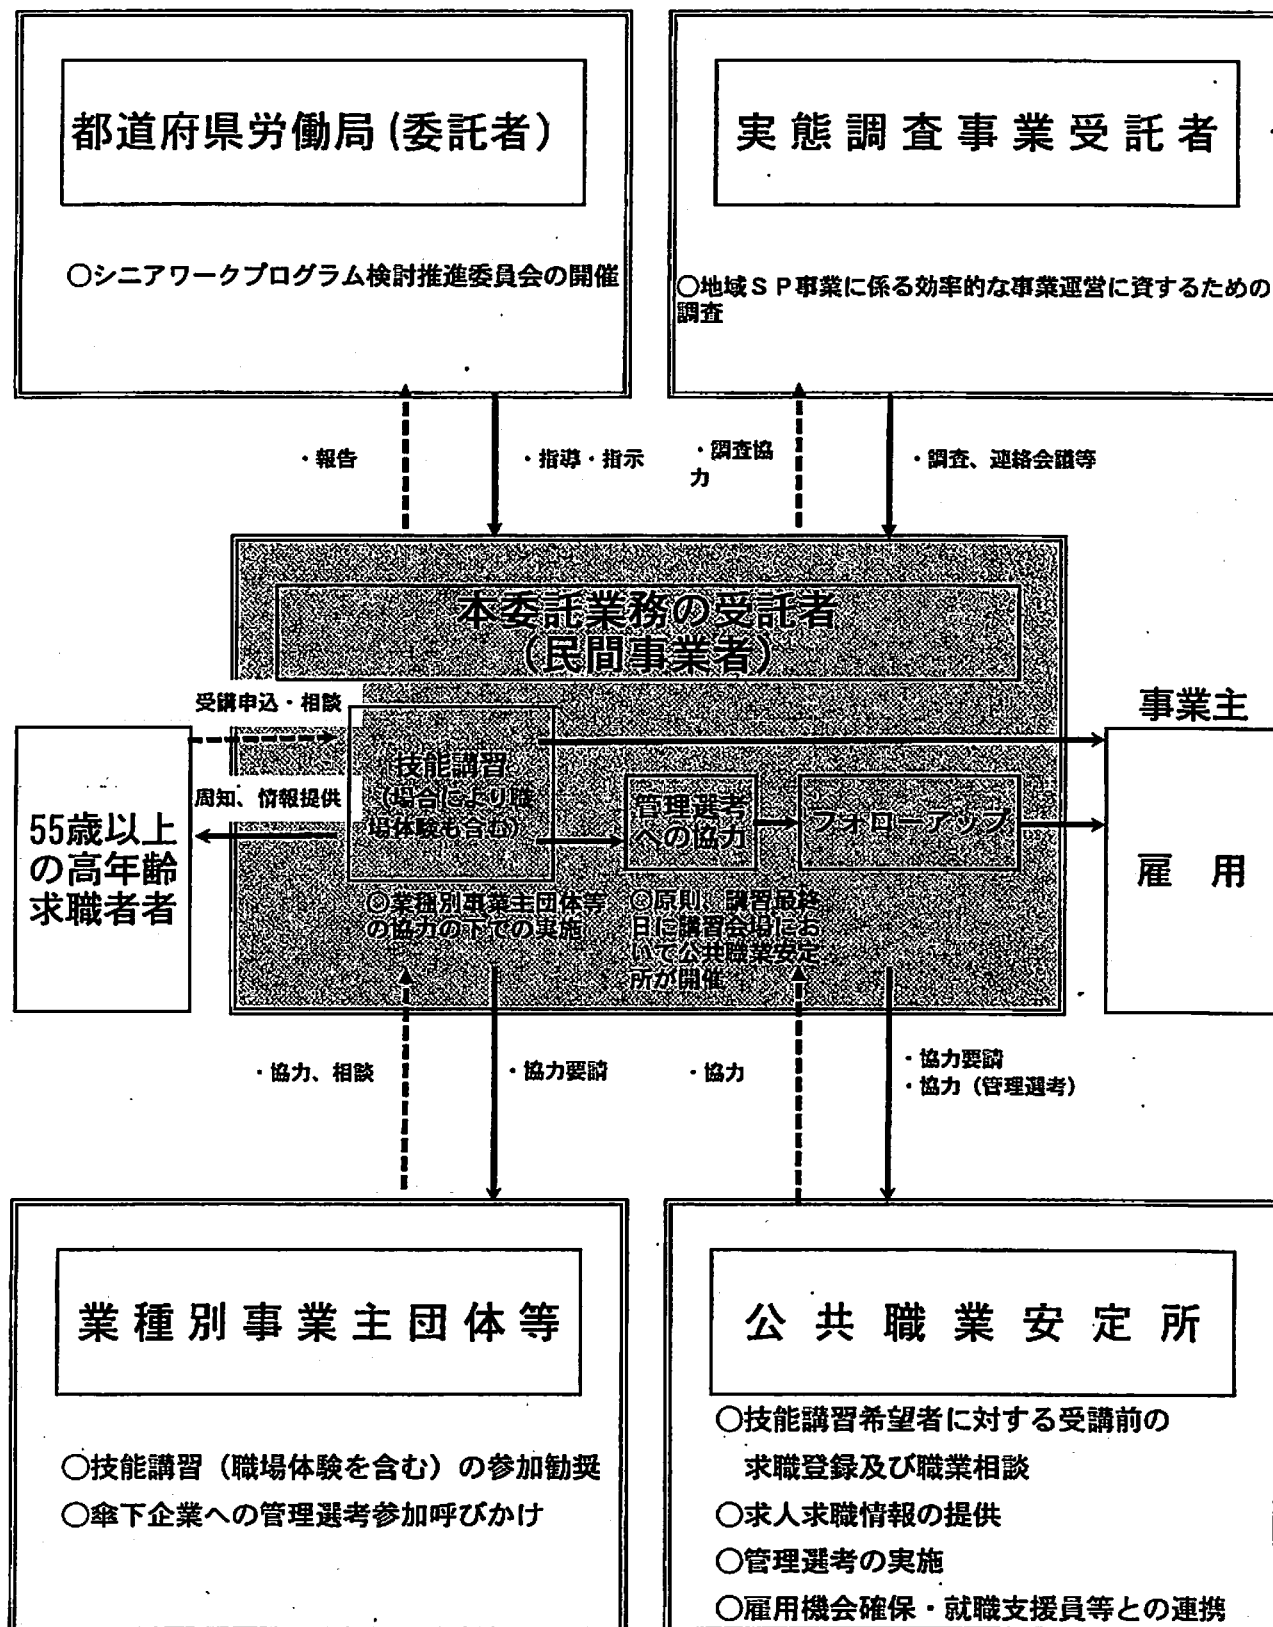 都道府県労働局(委託者)
○シニアワークプログラム検討推進委員会の開催
実態調査事業受託者
○地域ＳＰ事業に係る効率的な事業運営に資するための
調査
・報告
・指導・指示
・調査協
力
・調査、連絡会議等
本委託業務の受託者
(民間事業者)
受講申込・相談
周知、情報提供
55歳以上
の高年齢
求職者者
技能講習
(場合により職
場体験も含む)
○業種別事業主団体等
の協力の下での実施
管理選考
への協力
○原則、講習最終
日に講習会場にお
いて公共職業安定
所が開催
フォローアップ
事業主
雇　用
・協力、相談
・協力要請
・協力
・協力要請
・協力（管理選考）
業種別事業主団体等
○技能講習（職場体験を含む）の参加勧奨
○傘下企業への管理選考参加呼びかけ
公共職業安定所
○技能講習希望者に対する受講前の
求職登録及び職業相談
○求人求職情報の提供
○管理選考の実施
○雇用機会確保・就職支援員等との連携